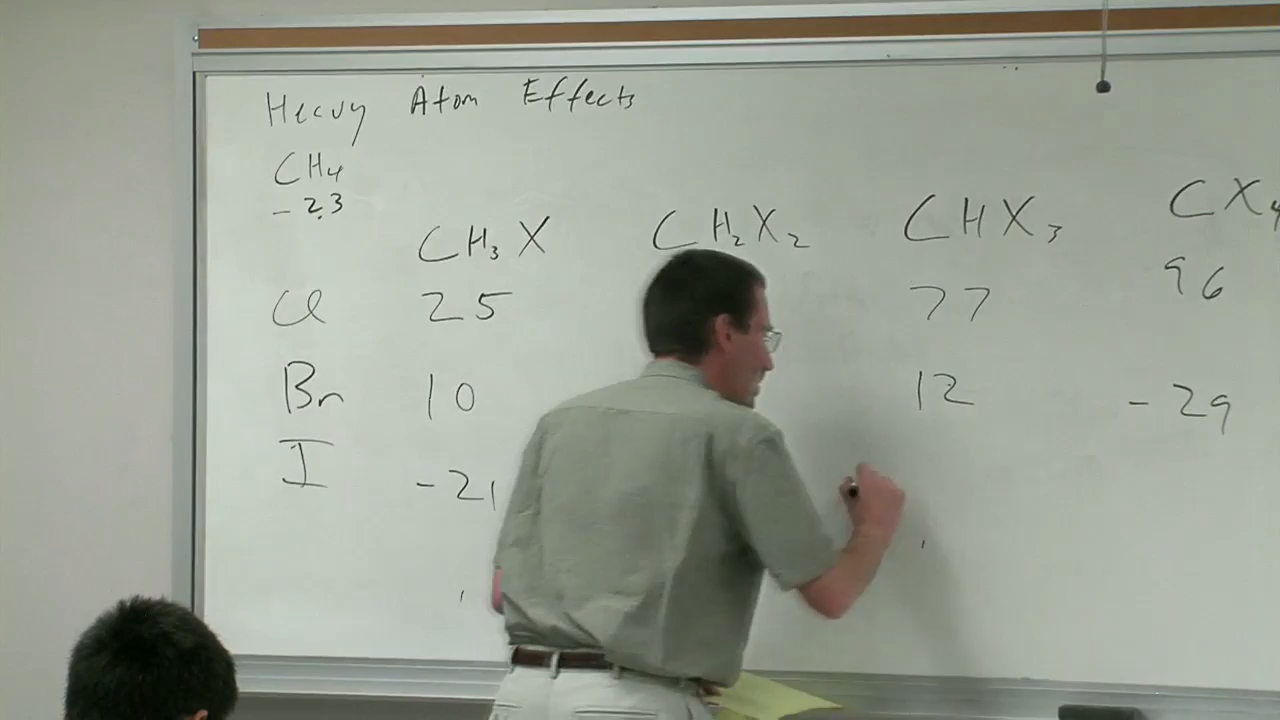 Heavy Atom Effects
CH4
-2.3
CH3X CH2X2 CHX3 CX4
Cl 25 77 96
Br 10 12 -29
I -21